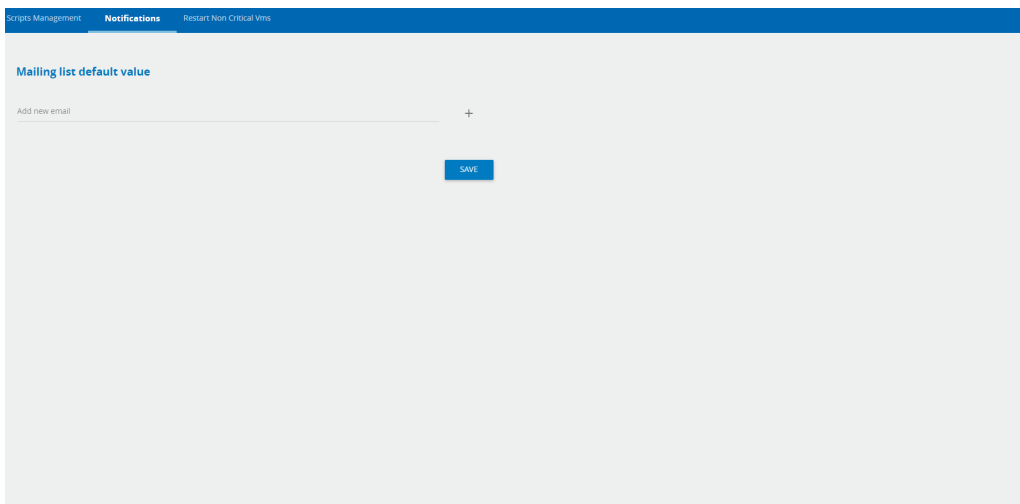 Scripts Management Notifications Restart Non Critical Vms
Mailing list default value
Add new email +
SAVE